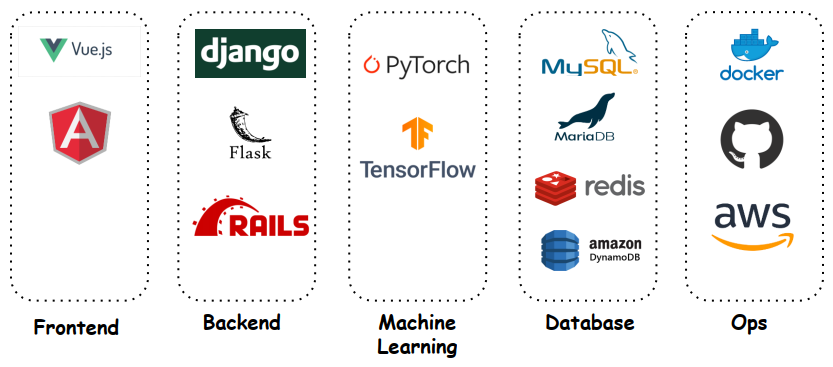 Vue.js
A
Frontend
django
Flask
RAILS
Backend
PyTorch
TF
TensorFlow
Machine
Learning
MySQL®
MariaDB
redis
amazon
DynamoDB
Database
docker
aws
Ops